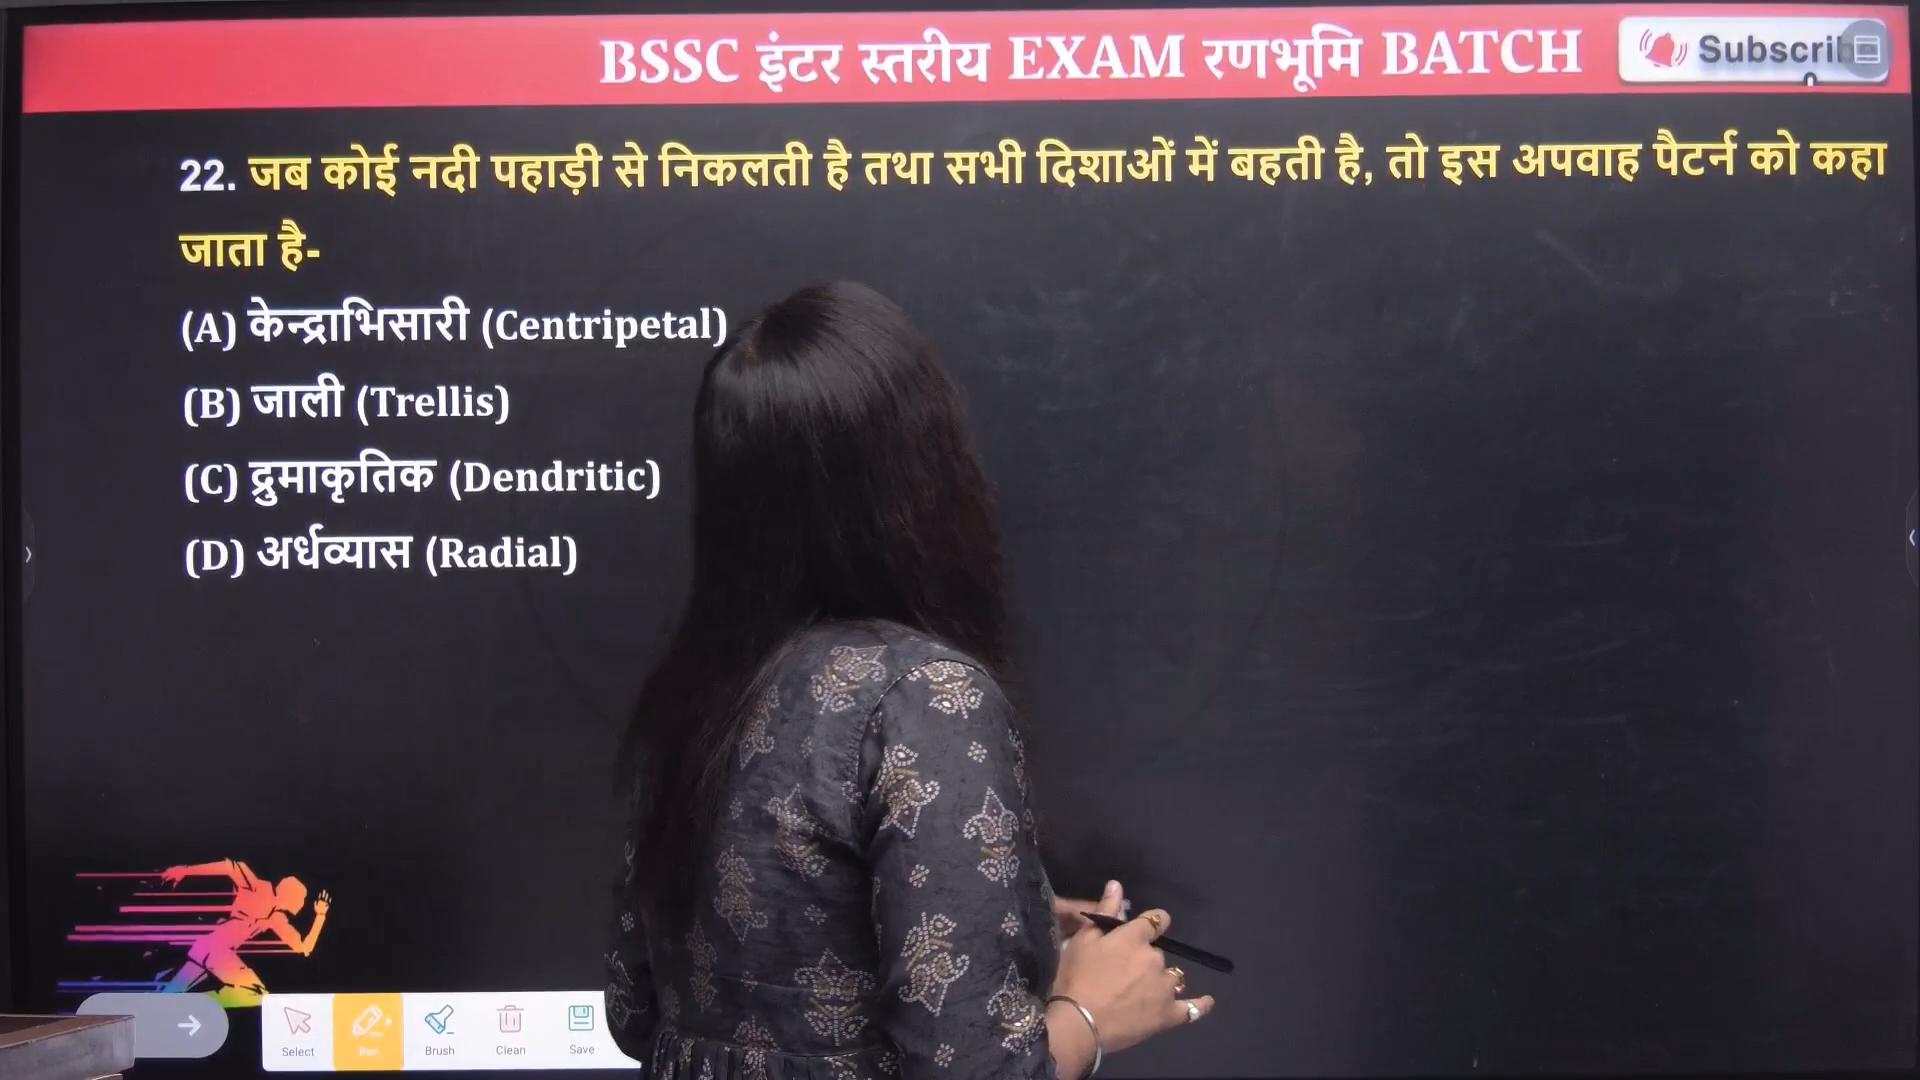 BSSC इंटर स्तरीय EXAM रणभूमि BATCH
22. जब कोई नदी पहाड़ी से निकलती है तथा सभी दिशाओं में बहती है, तो इस अपवाह पैटर्न को कहा
जाता है-
(A) केन्द्राभिसारी (Centripetal)
(B) जाली (Trellis)
(C) द्रुमाकृतिक (Dendritic)
(D) अर्धव्यास (Radial)
Select Pen Brush Clean Save